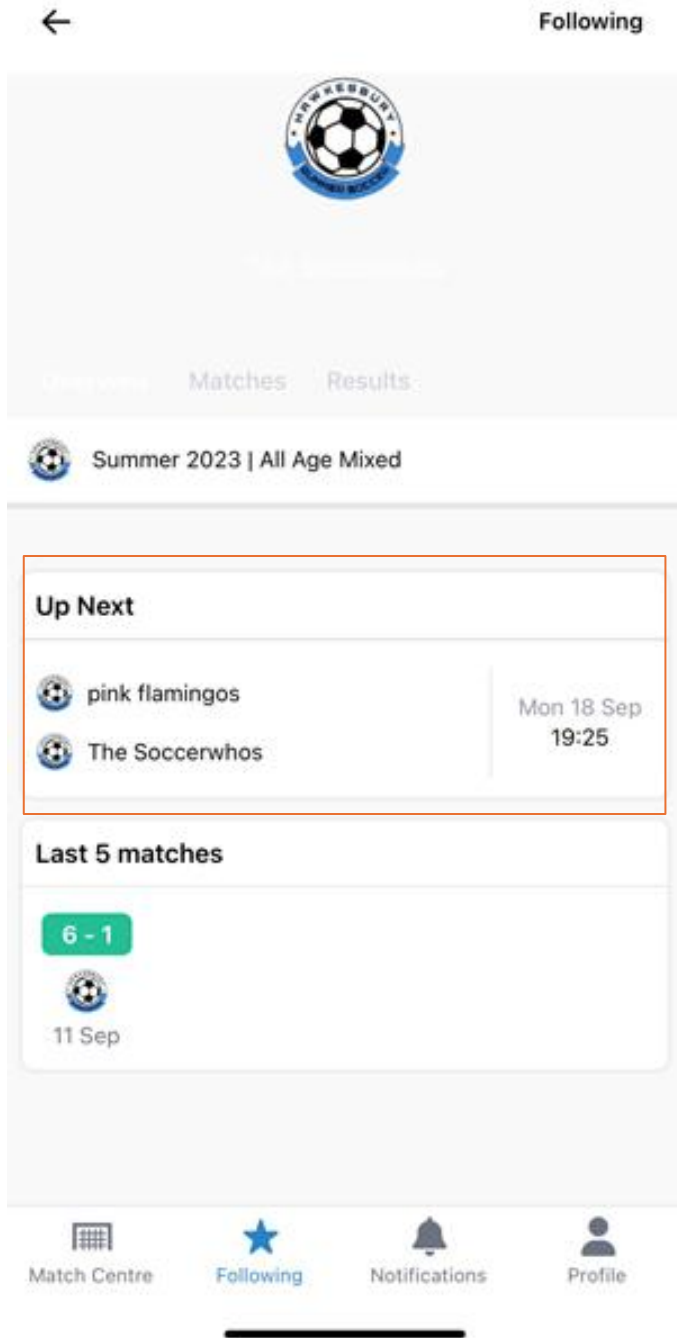 Following
HAWKESBURY
SUMMER SOCCER
Matches Results
Summer 2023 | All Age Mixed
Up Next
pink flamingos
Mon 18 Sep
The Soccerwhos
19:25
Last 5 matches
6 - 1
11 Sep
Match Centre Following Notifications Profile